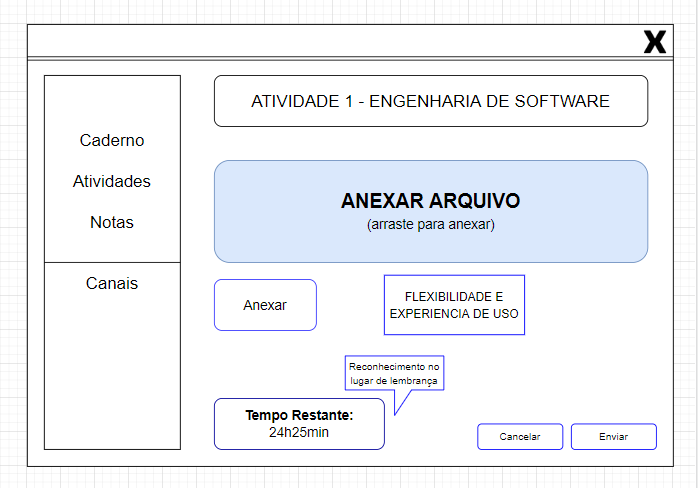 X
ATIVIDADE 1 - ENGENHARIA DE SOFTWARE
Caderno
Atividades
Notas
Canais
ANEXAR ARQUIVO
(arraste para anexar)
Anexar
FLEXIBILIDADE E
EXPERIENCIA DE USO
Reconhecimento no
lugar de lembrança
Tempo Restante:
24h25min
Cancelar
Enviar